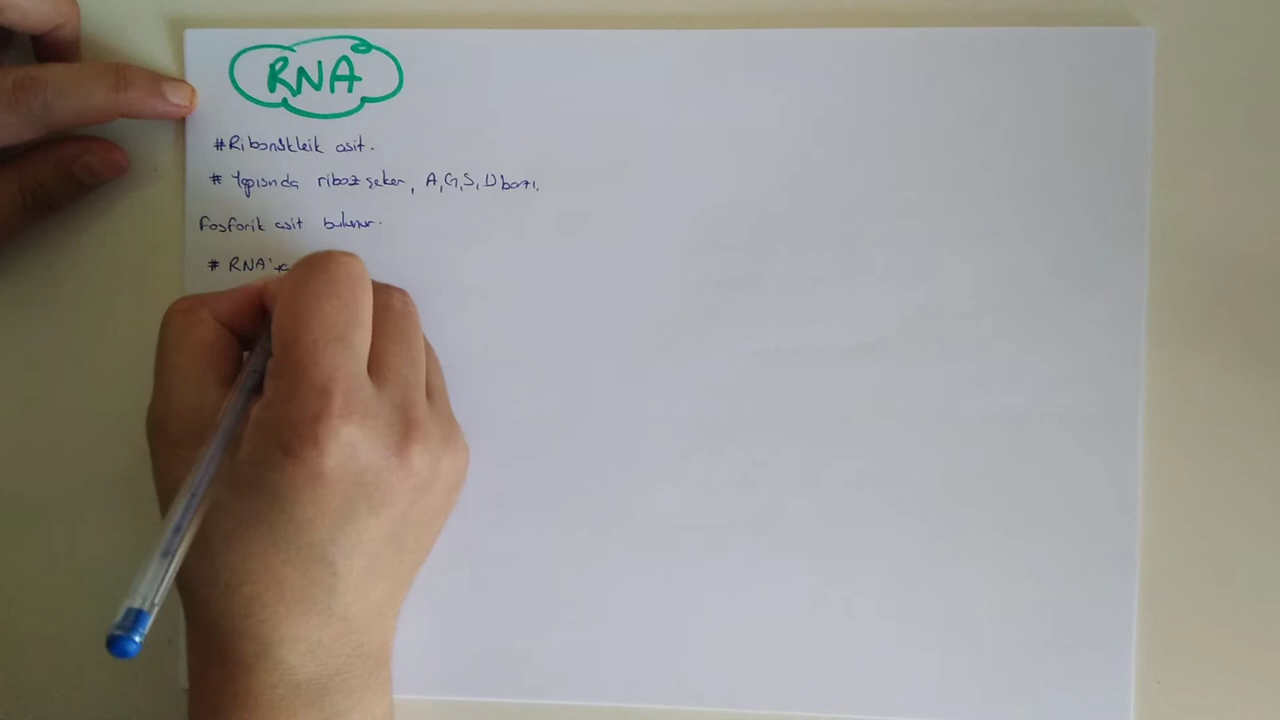 RNA
#Ribonükleik asit.
# Yapısında riboz şeker, A,G,S,U bazı,
fosforik asit bulunur.
# RNA'